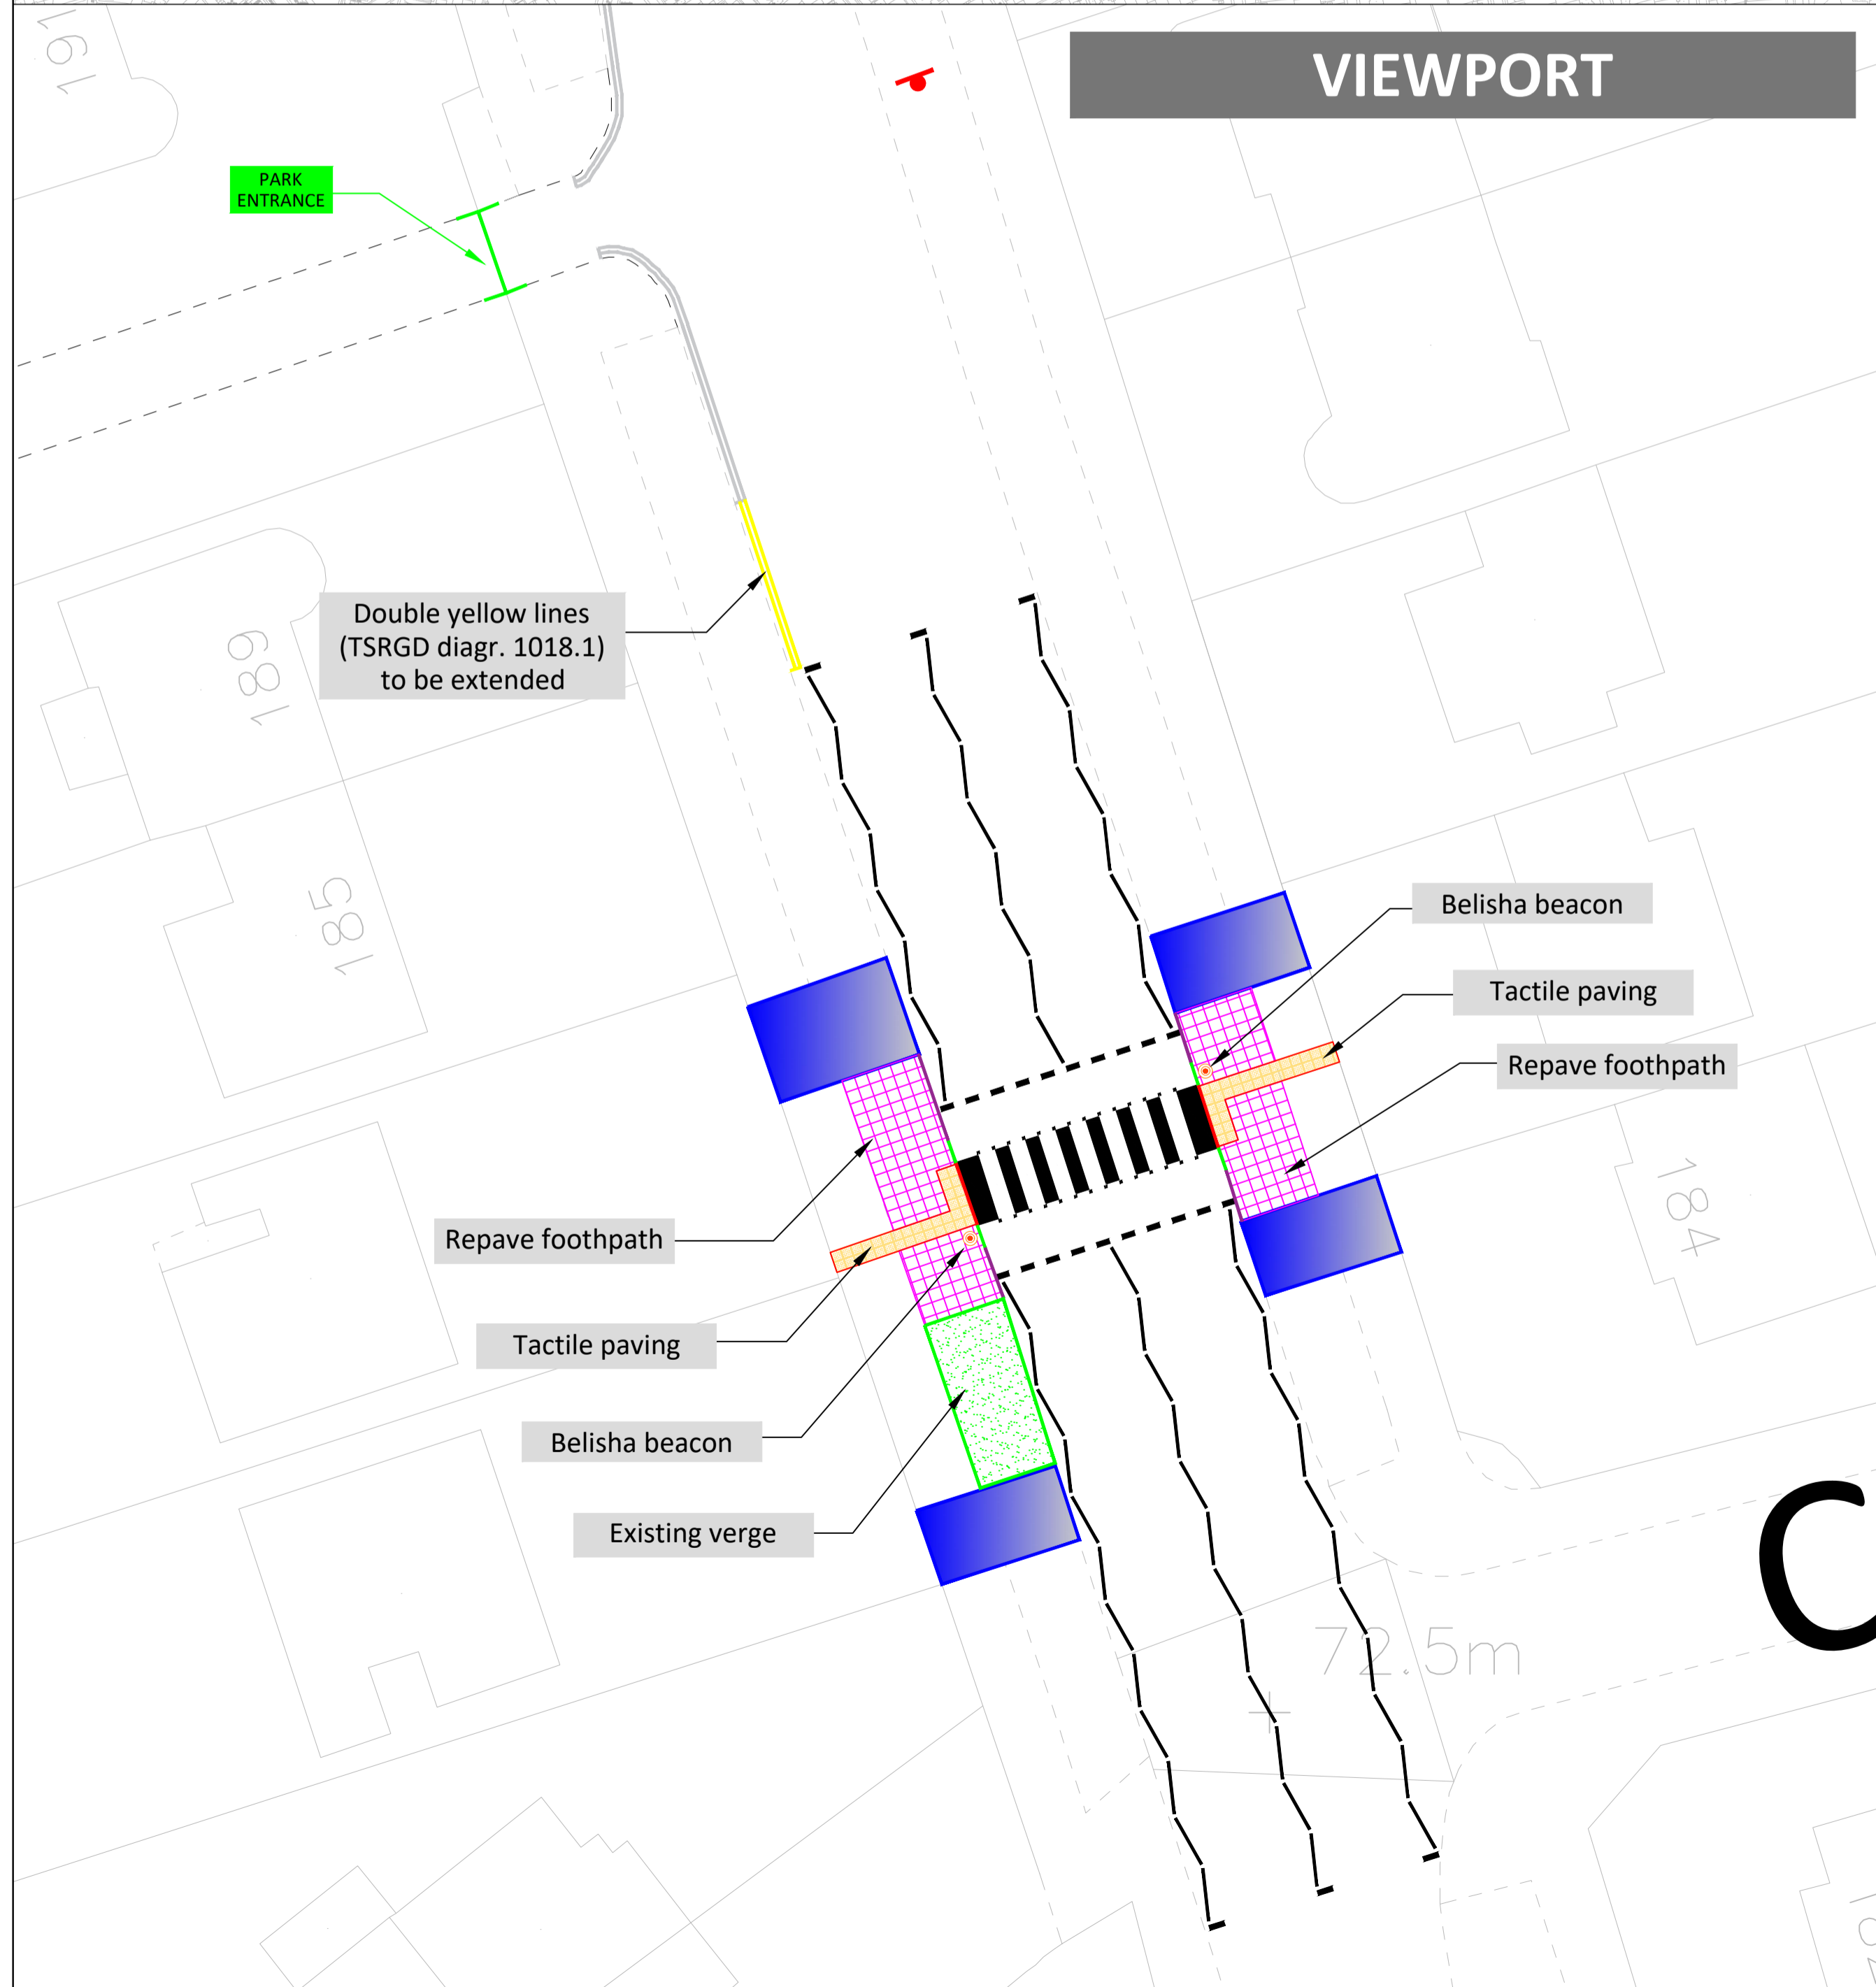 191
VIEWPORT
PARK
ENTRANCE
Double yellow lines
(TSRGD diagr. 1018.1)
to be extended
189
185
Belisha beacon
Tactile paving
Repave foothpath
184
Repave foothpath
Tactile paving
Belisha beacon
Existing verge
C
72.5m